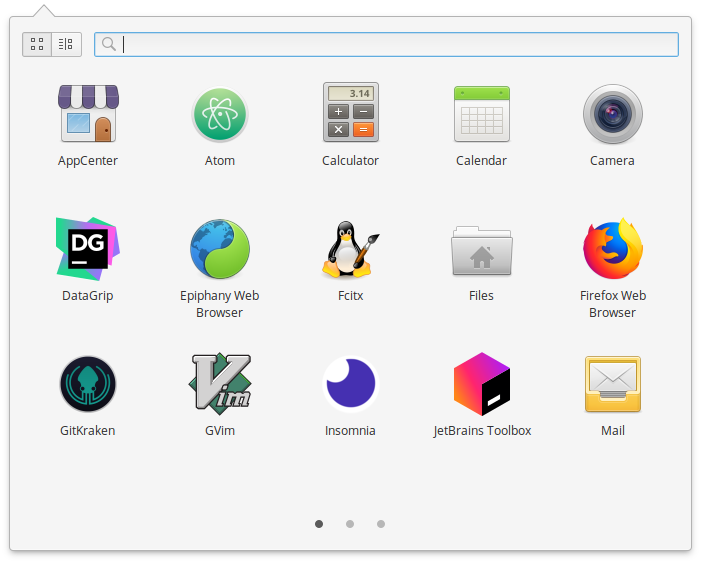 3.14
AppCenter
Atom
Calculator
Calendar
Camera
DG
DataGrip
Epiphany Web
Browser
Fcitx
Files
Firefox Web
Browser
Vim
GitKraken
GVim
Insomnia
JetBrains Toolbox
Mail